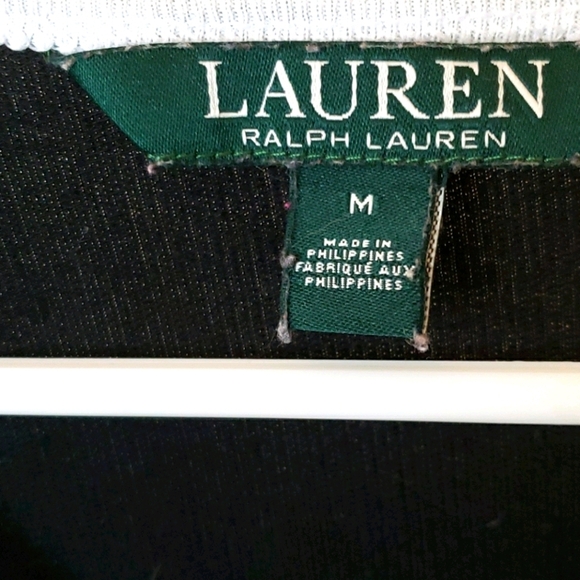 LAUREN
RALPH LAUREN
M
MADE IN
PHILIPPINES
FABRIQUÉ AUX
PHILIPPINES